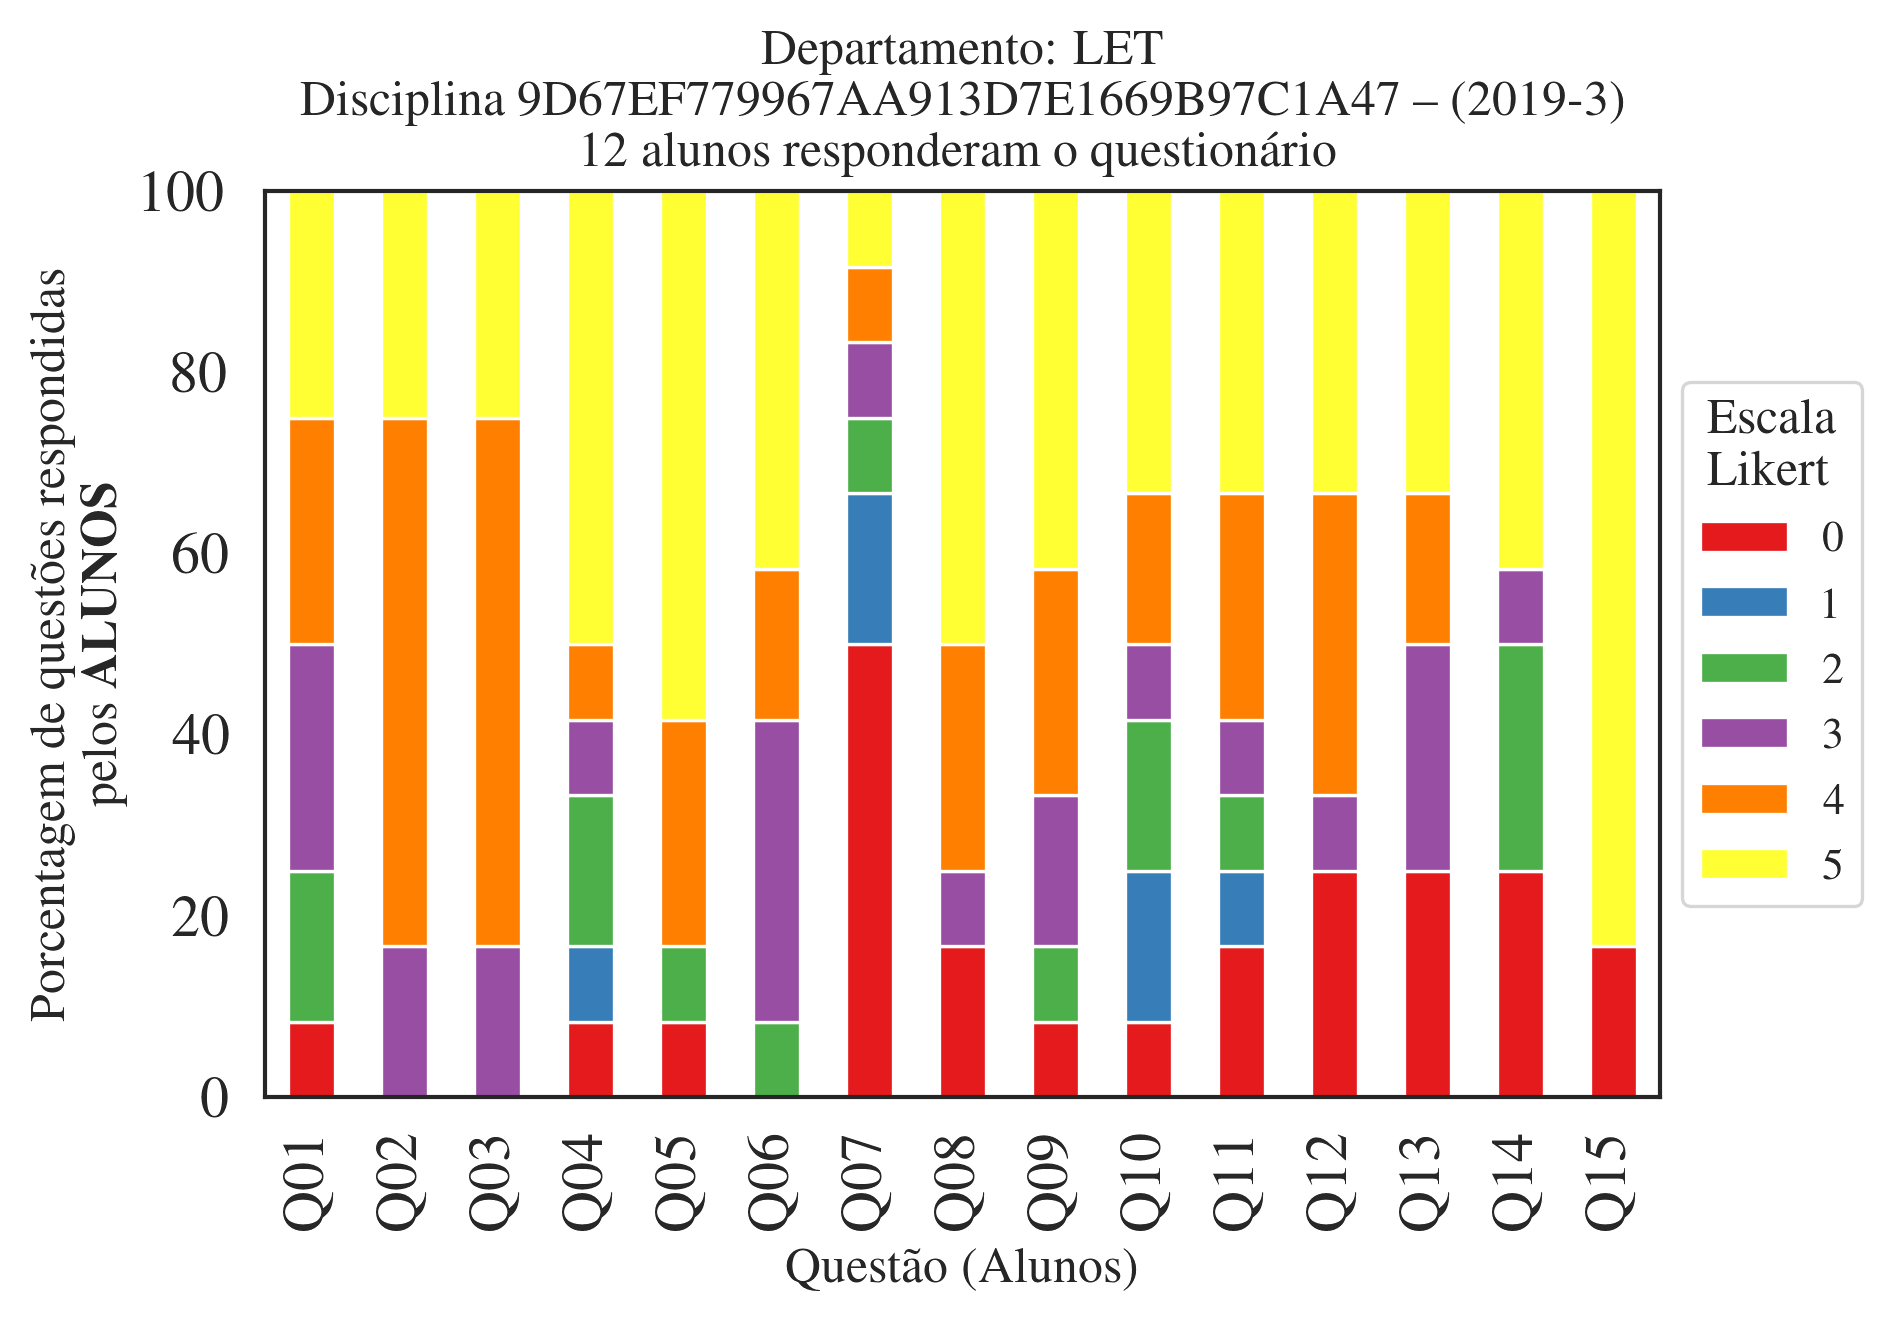 Departamento: LET
Disciplina 9D67EF779967AA913D7E1669B97C1A47 – (2019-3)
12 alunos responderam o questionário
Porcentagem de questões respondidas
pelos ALUNOS
100
80
60
40
20
0
Q01
Q02
Q03
Q04
Q05
Q06
Q07
Q08
Q09
Q10
Q11
Q12
Q13
Q14
Q15
Questão (Alunos)
Escala
Likert
0
1
2
3
4
5